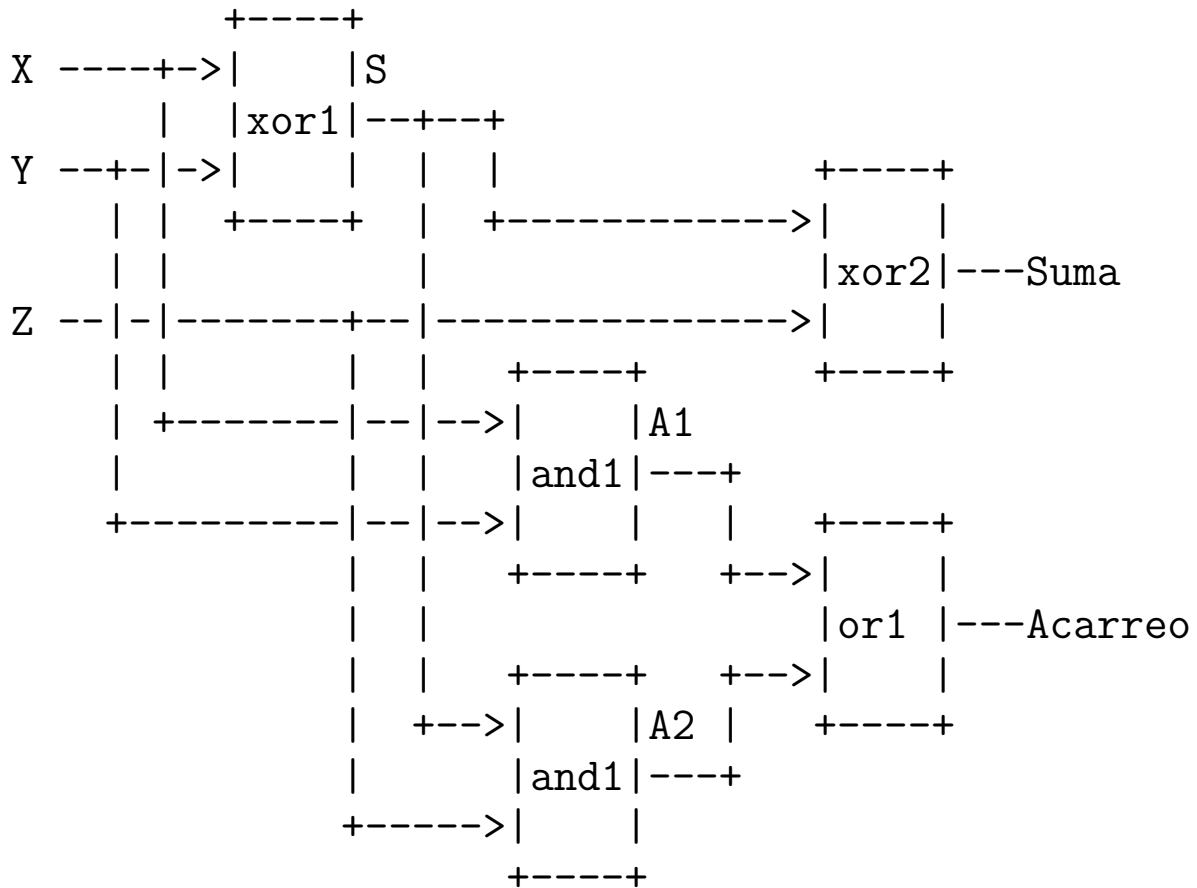 X S
xor1
Y
xor2 Suma
Z
A1
and1
or1 Acarreo
A2
and1